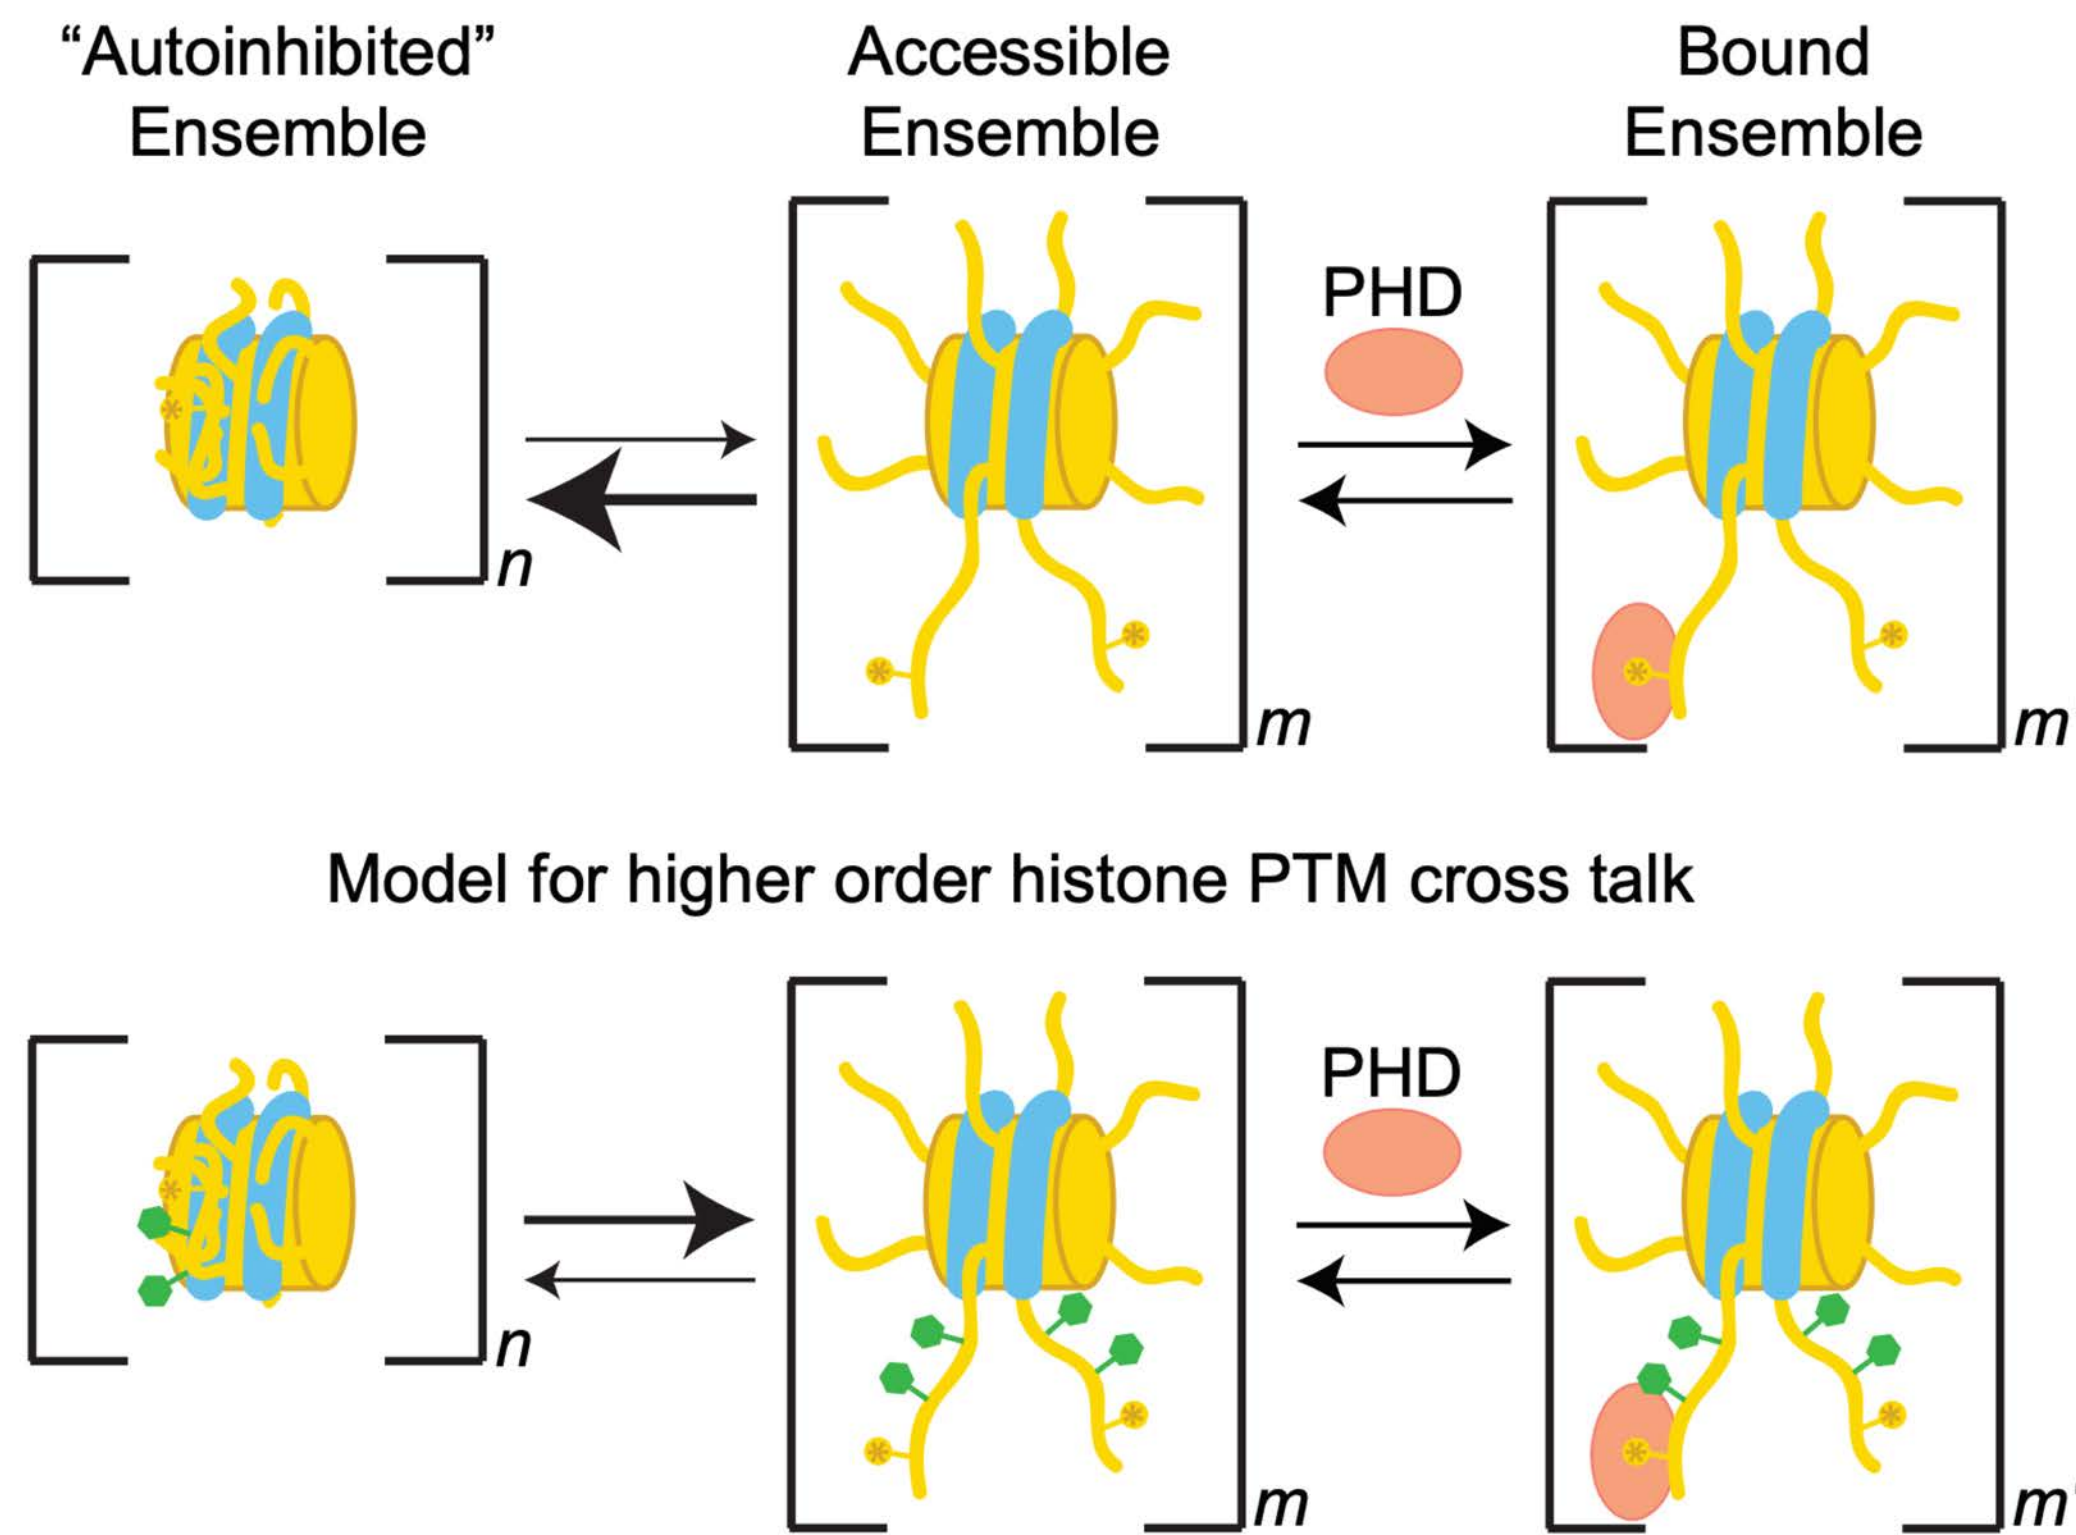 “Autoinhibited”
Ensemble
Accessible
Ensemble
Bound
Ensemble
PHD
n
m
m
Model for higher order histone PTM cross talk
PHD
n
m
m'